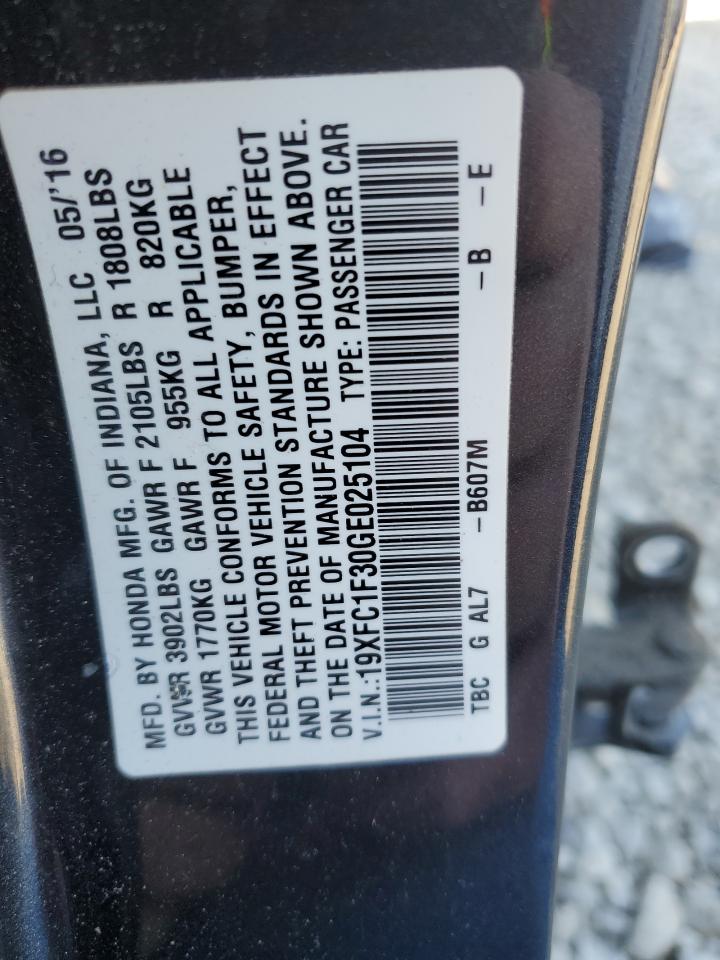 MFD. BY HONDA MFG. OF INDIANA, LLC 05/'16
GVWR 3902LBS GAWR F 2105LBS R 1808LBS
GVWR 1770KG GAWR F 955KG R 820KG
THIS VEHICLE CONFORMS TO ALL APPLICABLE
FEDERAL MOTOR VEHICLE SAFETY, BUMPER,
AND THEFT PREVENTION STANDARDS IN EFFECT
ON THE DATE OF MANUFACTURE SHOWN ABOVE.
V.I.N.:19XFC1F30GE025104 TYPE: PASSENGER CAR
TBC G AL7 -B607M -B -E